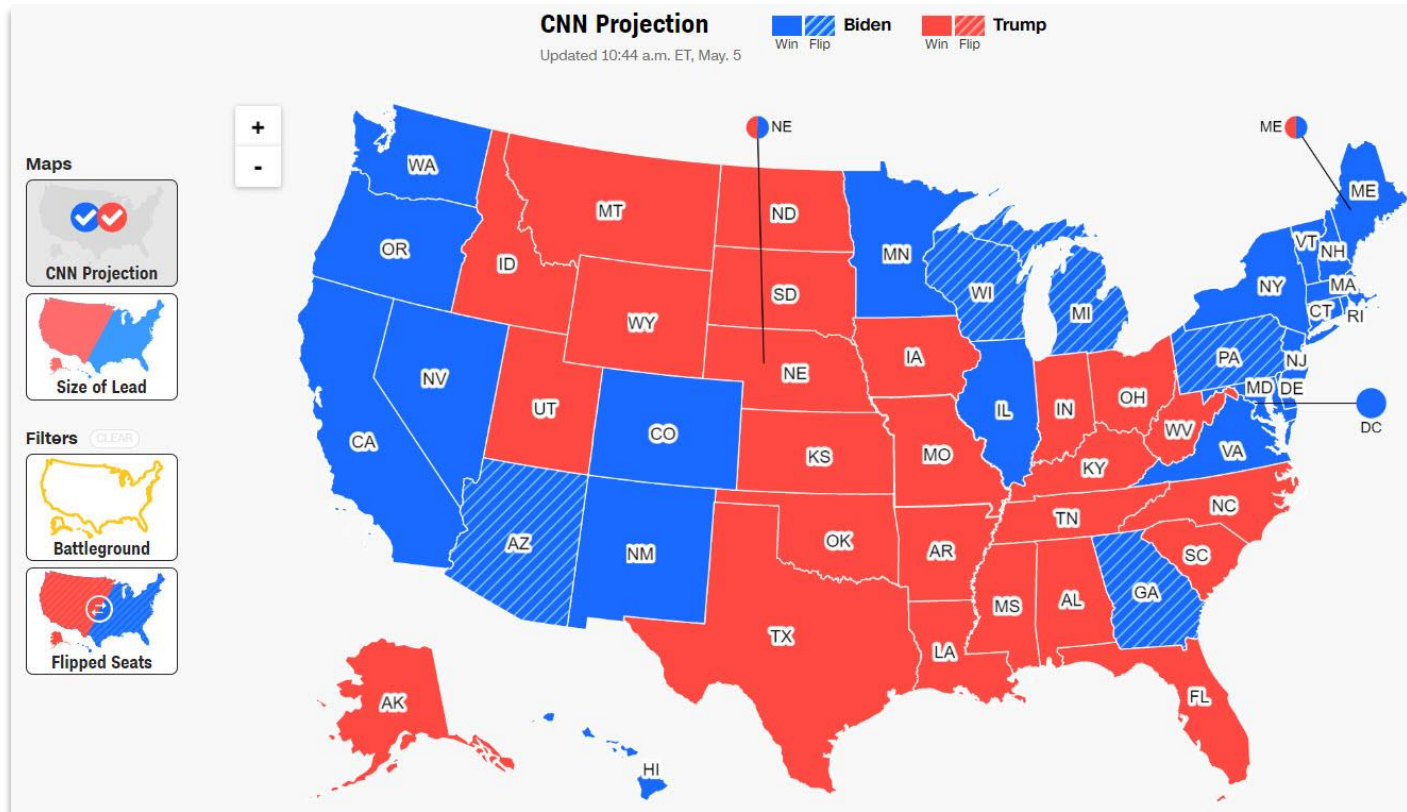 CNN Projection
Updated 10:44 a.m. ET, May. 5
Biden
Win Flip
Trump
Win Flip
+
-
Maps
CNN Projection
Size of Lead
Filters CLEAR
Battleground
Flipped Seats
NE
ME
WA
MT
ND
ME
OR
ID
MN
VT
NH
SD
WI
NY
MA
WY
MI
CT
RI
IA
PA
NV
NE
NJ
UT
OH
MD DE
IL
IN
CA
CO
WV
DC
KS
MO
VA
KY
NC
TN
AZ
OK
NM
AR
SC
MS
AL
GA
TX
LA
AK
FL
HI